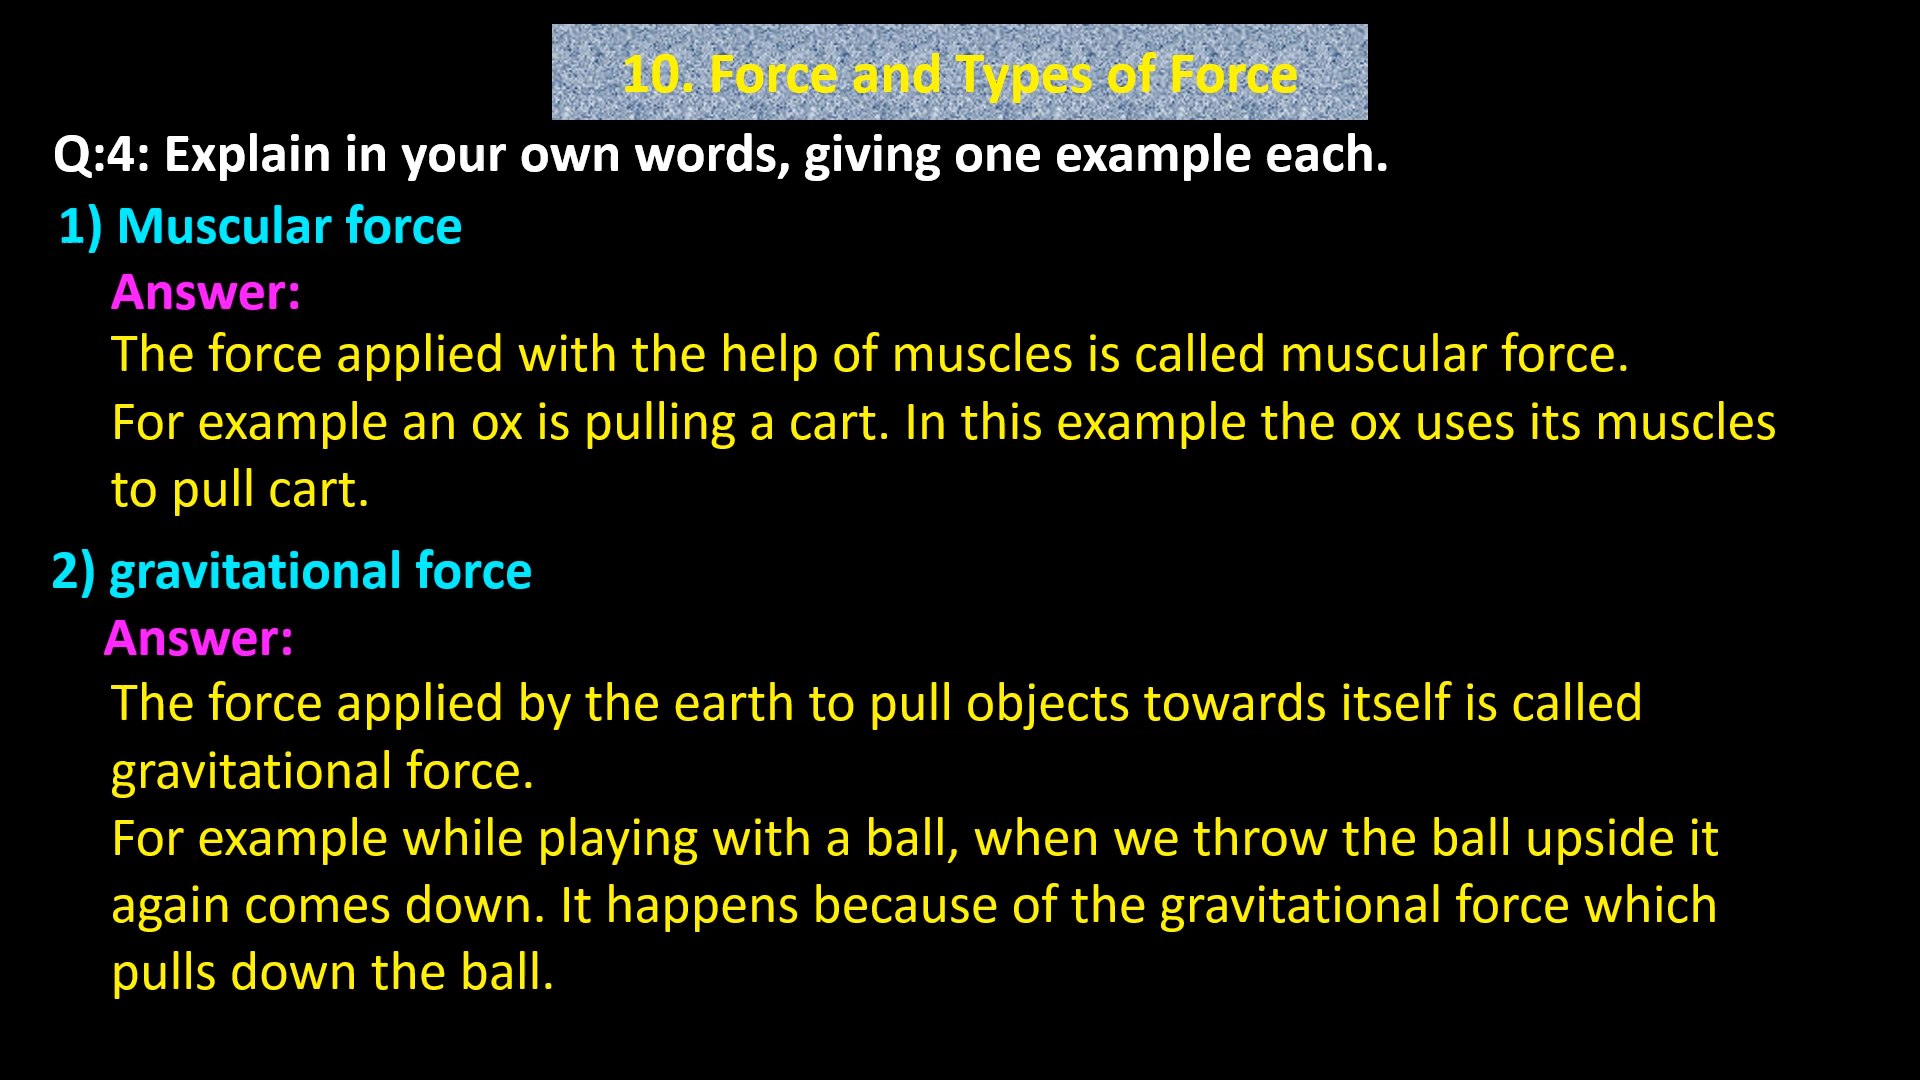 10. Force and Types of Force
Q:4: Explain in your own words, giving one example each.
1) Muscular force
Answer:
The force applied with the help of muscles is called muscular force.
For example an ox is pulling a cart. In this example the ox uses its muscles
to pull cart.
2) gravitational force
Answer:
The force applied by the earth to pull objects towards itself is called
gravitational force.
For example while playing with a ball, when we throw the ball upside it
again comes down. It happens because of the gravitational force which
pulls down the ball.